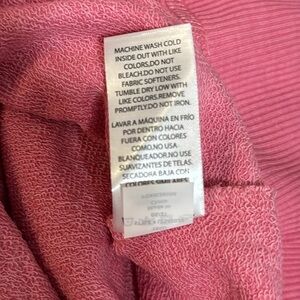 MACHINE WASH COLD
INSIDE OUT WITH LIKE
COLORS.DO NOT
BLEACH.DO NOT USE
FABRIC SOFTENERS.
TUMBLE DRY LOW WITH
LIKE COLORS.REMOVE
PROMPTLY.DO NOT IRON.
LAVAR A MÁQUINA EN FRÍO
POR DENTRO HACIA
FUERA CON COLORES
COMO.NO USA
BLANQUEADOR.NO USE
SUAVIZANTES DE TELAS.
SECADORA BAJA CON
COLORES SIMILARES